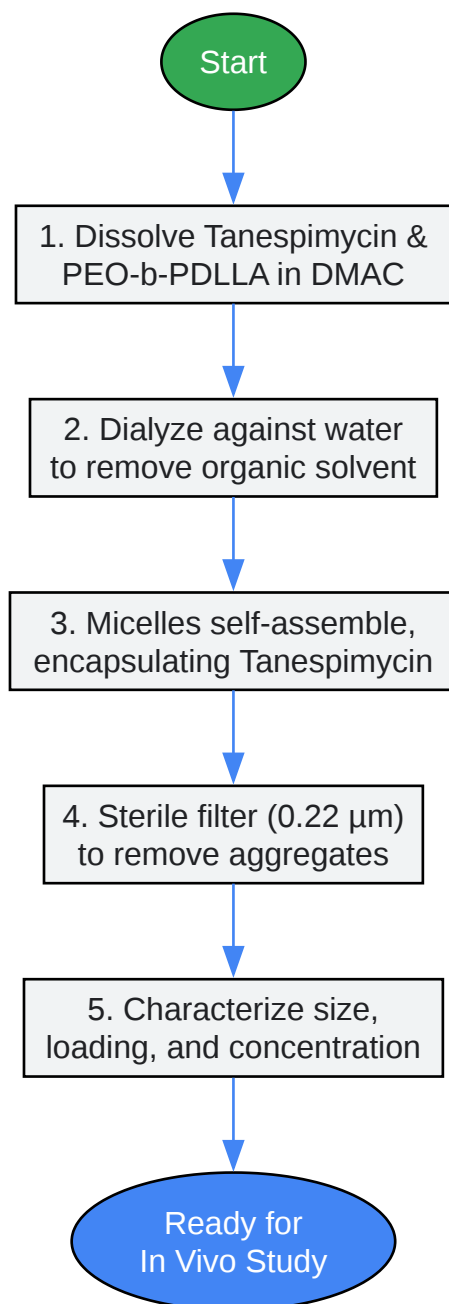 Start
1. Dissolve Tanespimycin &
PEO-b-PDLLA in DMAC
2. Dialyze against water
to remove organic solvent
3. Micelles self-assemble,
encapsulating Tanespimycin
4. Sterile filter (0.22 µm)
to remove aggregates
5. Characterize size,
loading, and concentration
Ready for
In Vivo Study